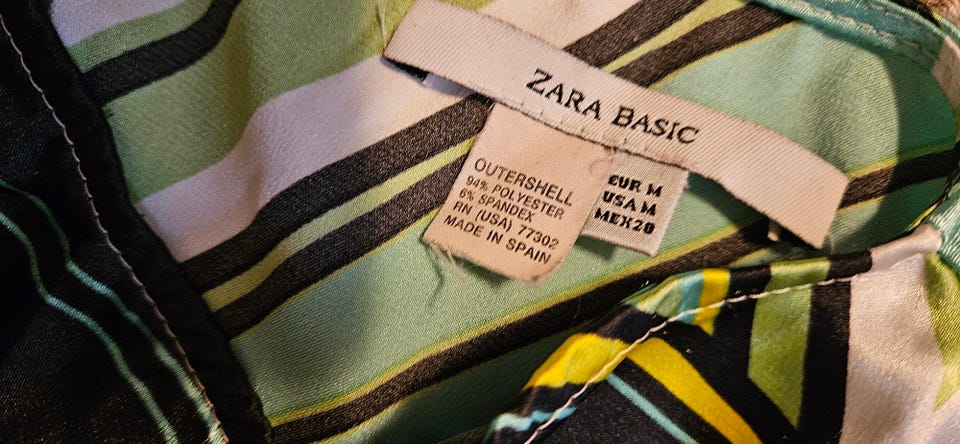 ZARA BASIC
OUTERSHELL
94% POLYESTER
6% SPANDEX
RN (USA) 77302
MADE IN SPAIN
EUR M
USA M
MEX 28